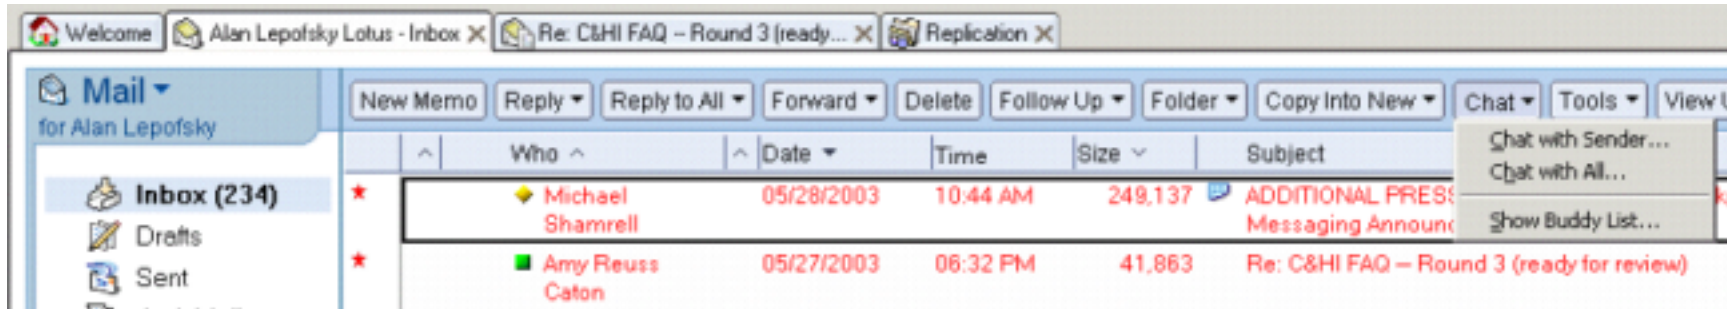 Welcome Alan Lepofsky Lotus - Inbox Re: C&HI FAQ – Round 3 (ready... Replication
Mail
for Alan Lepofsky
New Memo Reply Reply to All Forward Delete Follow Up Folder Copy Into New Chat Tools View
Chat with Sender...
Chat with All...
Show Buddy List...
Who Date Time Size Subject
Inbox (234)
Drafts
Sent
Michael 05/28/2003 10:44 AM 249,137 ADDITIONAL PRESS
Shamrell Messaging Announc
Amy Reuss 05/27/2003 06:32 PM 41,863 Re: C&HI FAQ – Round 3 (ready for review)
Caton